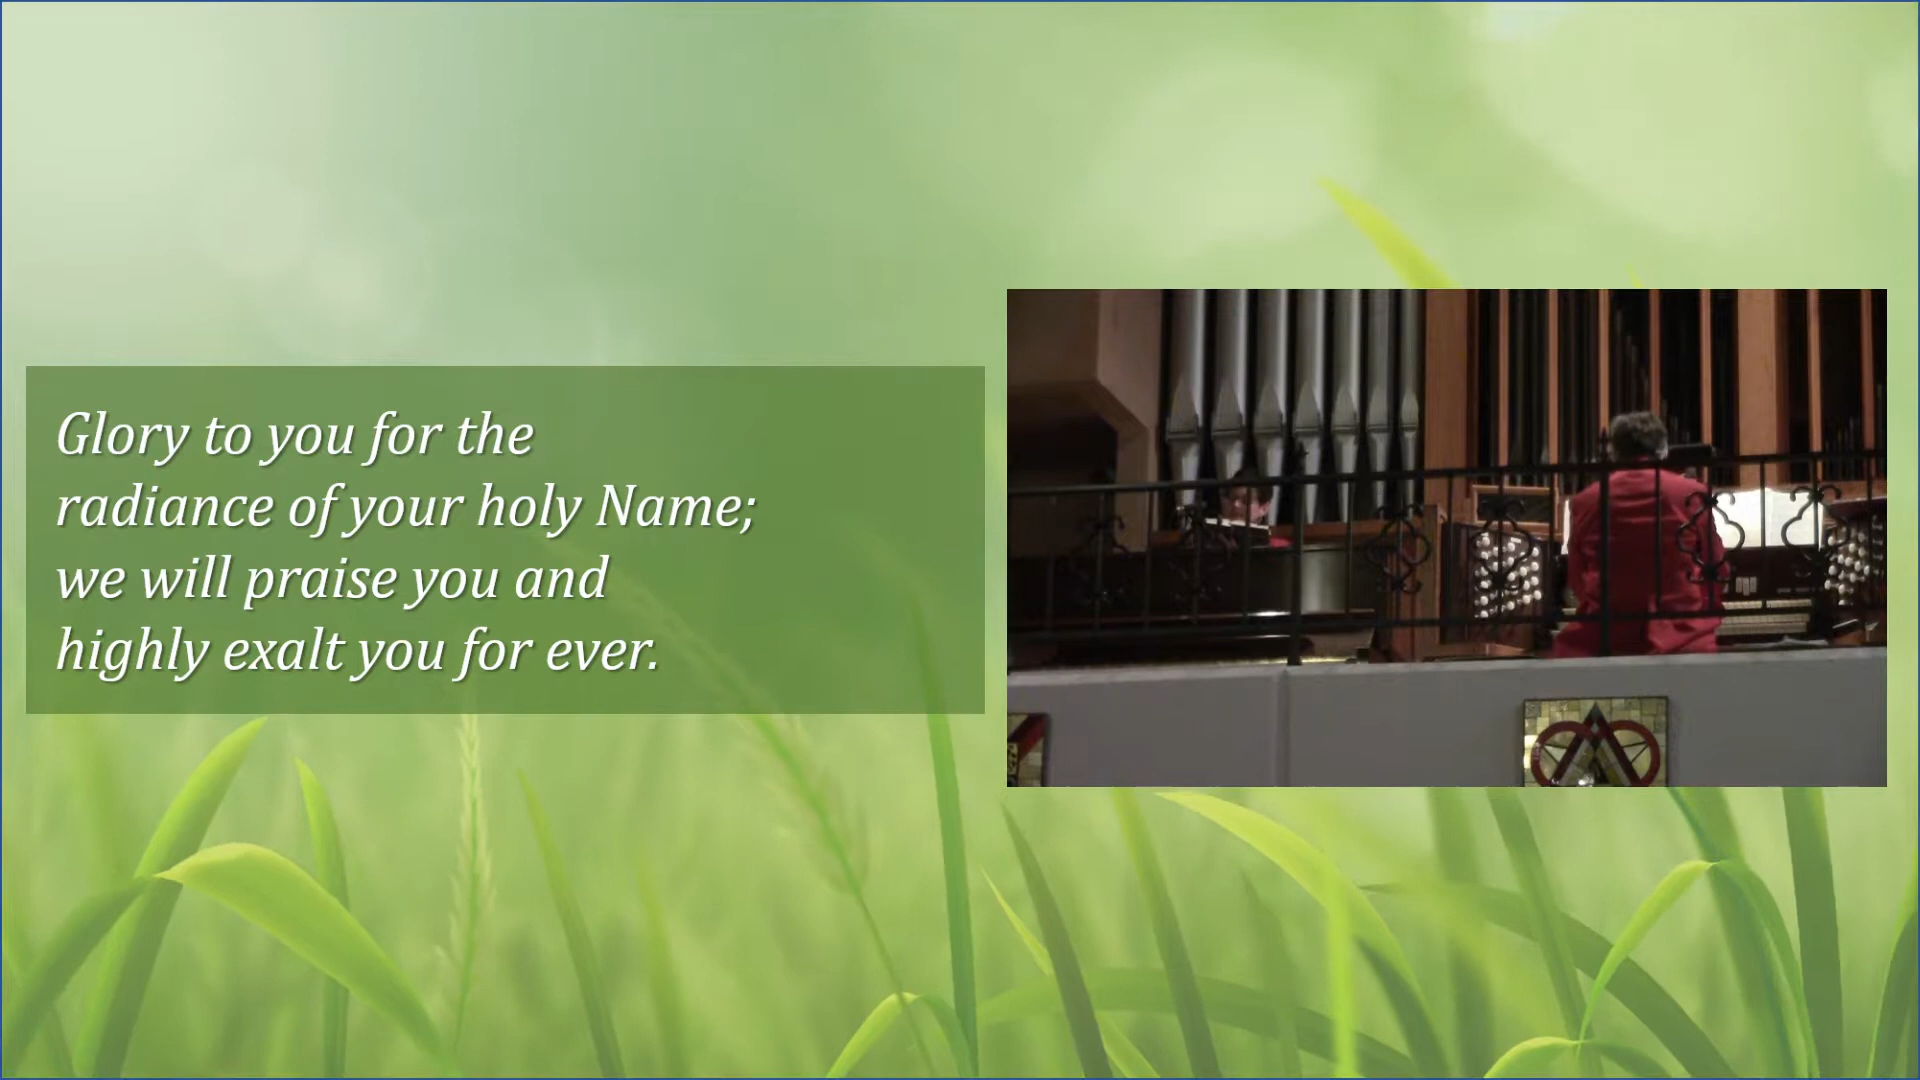 Glory to you for the
radiance of your holy Name;
we will praise you and
highly exalt you for ever.